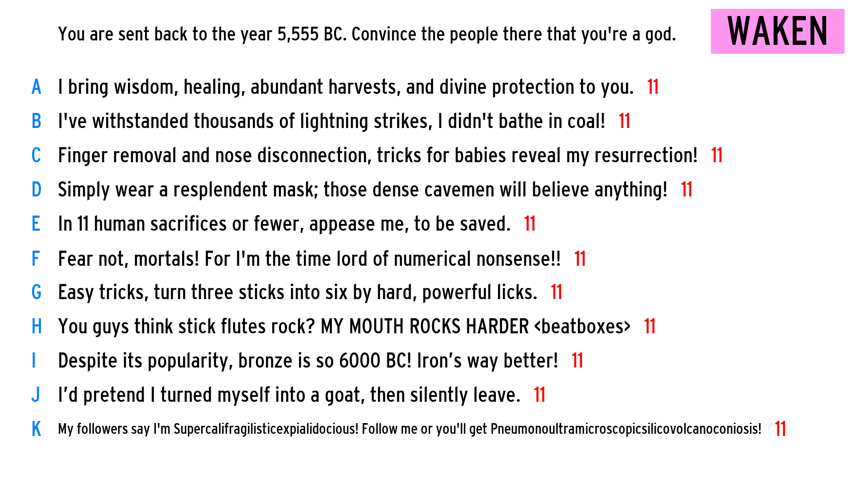 You are sent back to the year 5,555 BC. Convince the people there that you're a god.
WAKEN
A I bring wisdom, healing, abundant harvests, and divine protection to you. 11
B I've withstanded thousands of lightning strikes, I didn't bathe in coal! 11
C Finger removal and nose disconnection, tricks for babies reveal my resurrection! 11
D Simply wear a resplendent mask; those dense cavemen will believe anything! 11
E In 11 human sacrifices or fewer, appease me, to be saved. 11
F Fear not, mortals! For I'm the time lord of numerical nonsense!! 11
G Easy tricks, turn three sticks into six by hard, powerful licks. 11
H You guys think stick flutes rock? MY MOUTH ROCKS HARDER <beatboxes> 11
I Despite its popularity, bronze is so 6000 BC! Iron’s way better! 11
J I’d pretend I turned myself into a goat, then silently leave. 11
K My followers say I'm Supercalifragilisticexpialidocious! Follow me or you'll get Pneumonoultramicroscopicsilicovolcanoconiosis! 11